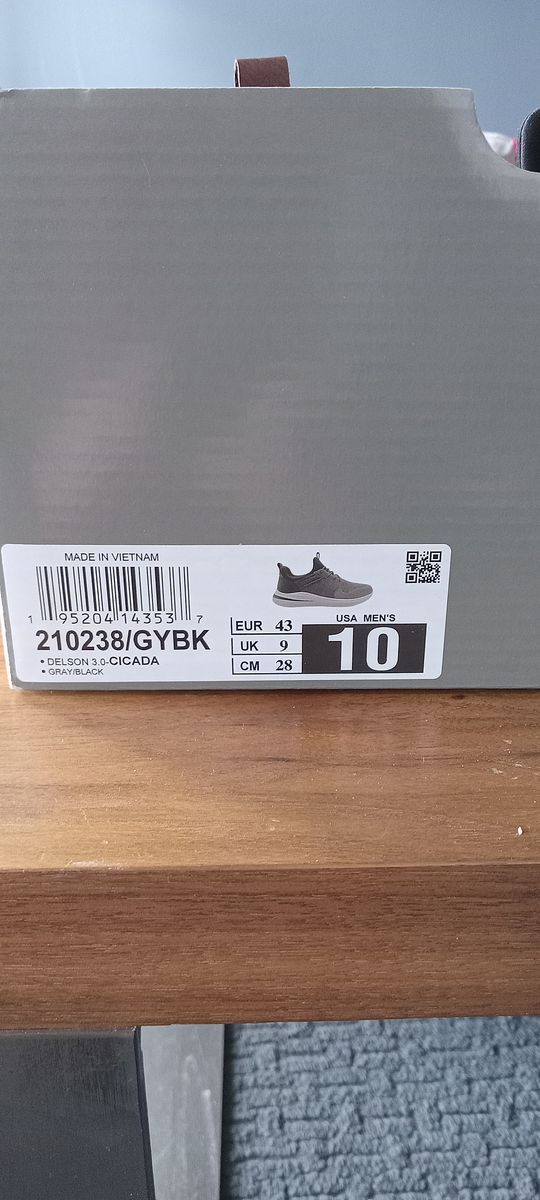 MADE IN VIETNAM
1 95204 14353 7
210238/GYBK
• DELSON 3.0-CICADA
• GRAY/BLACK
EUR 43
UK 9
CM 28
USA MEN'S
10